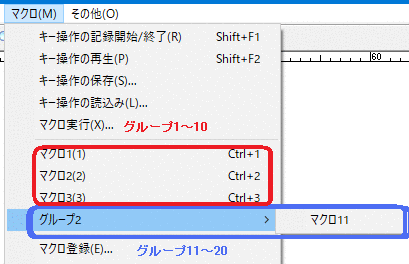 マクロ(M) その他(O)
キー操作の記録開始/終了(R) Shift+F1
キー操作の再生(P) Shift+F2
キー操作の保存(S)...
キー操作の読込み(L)...
マクロ実行(X)... グループ1～10
マクロ1(1) Ctrl+1
マクロ2(2) Ctrl+2
マクロ3(3) Ctrl+3
グループ2 > マクロ11
マクロ登録(E)... グループ11～20
60